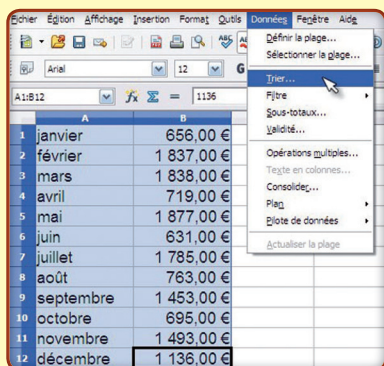 Fichier Édition Affichage Insertion Format Outils Données Fenêtre Aide
Arial 12 G
A1:B12 = 1136
A B
1 janvier 656,00 €
2 février 1 837,00 €
3 mars 1 838,00 €
4 avril 719,00 €
5 mai 1 877,00 €
6 juin 631,00 €
7 juillet 1 785,00 €
8 août 763,00 €
9 septembre 1 453,00 €
10 octobre 695,00 €
11 novembre 1 493,00 €
12 décembre 1 136,00 €
Définir la plage...
Sélectionner la plage...
Trier...
Filtre
Sous-totaux...
Validité...
Opérations multiples...
Texte en colonnes...
Consolider...
Plan
Pilote de données
Actualiser la plage